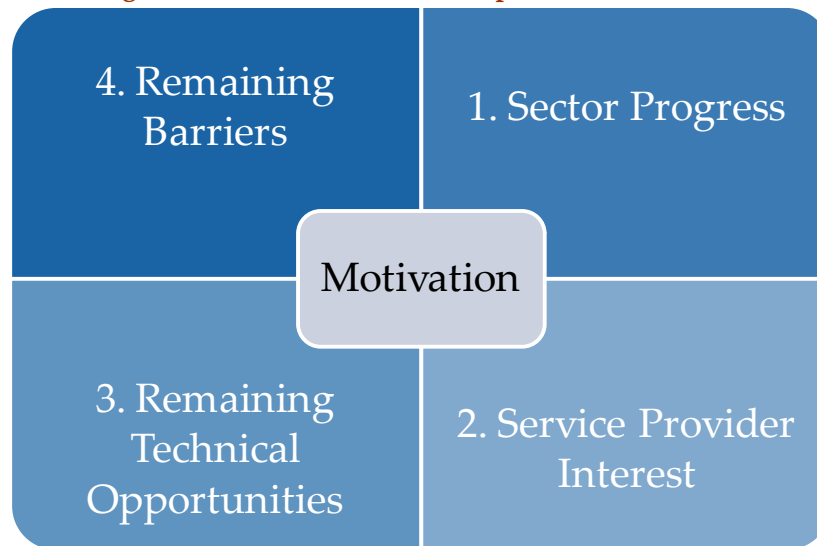 4. Remaining
Barriers
1. Sector Progress
Motivation
3. Remaining
Technical
Opportunities
2. Service Provider
Interest